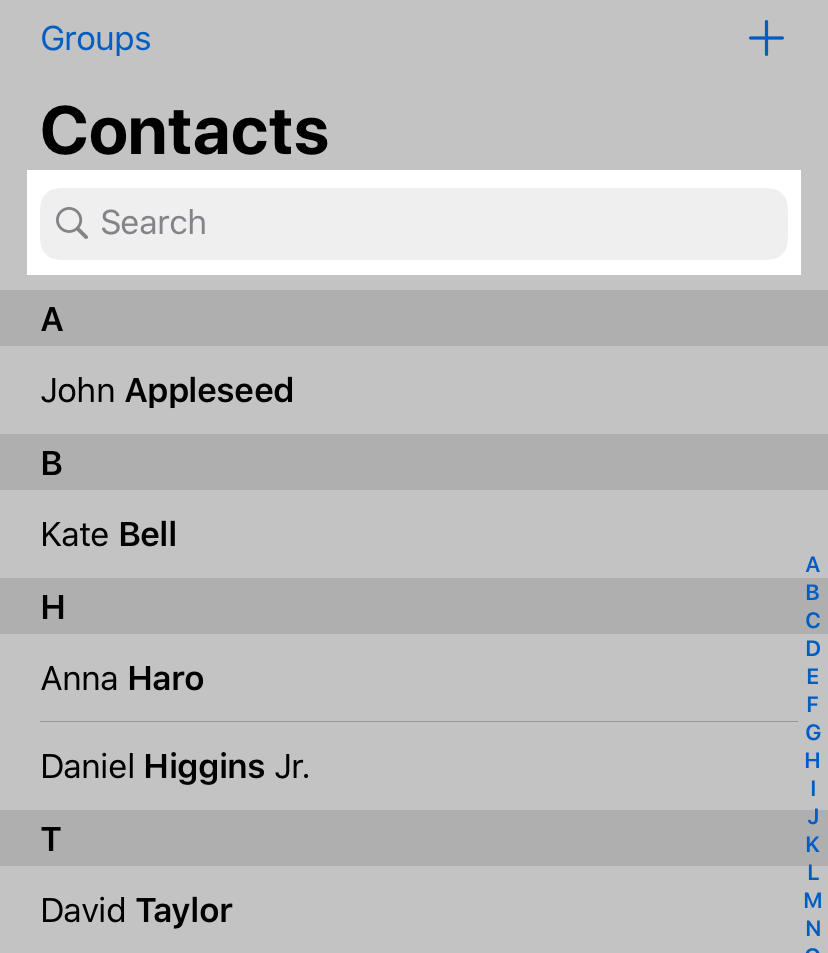 Groups
Contacts
Search
A
John Appleseed
B
Kate Bell
H
Anna Haro
Daniel Higgins Jr.
T
David Taylor
A
B
C
D
E
F
G
H
I
J
K
L
M
N